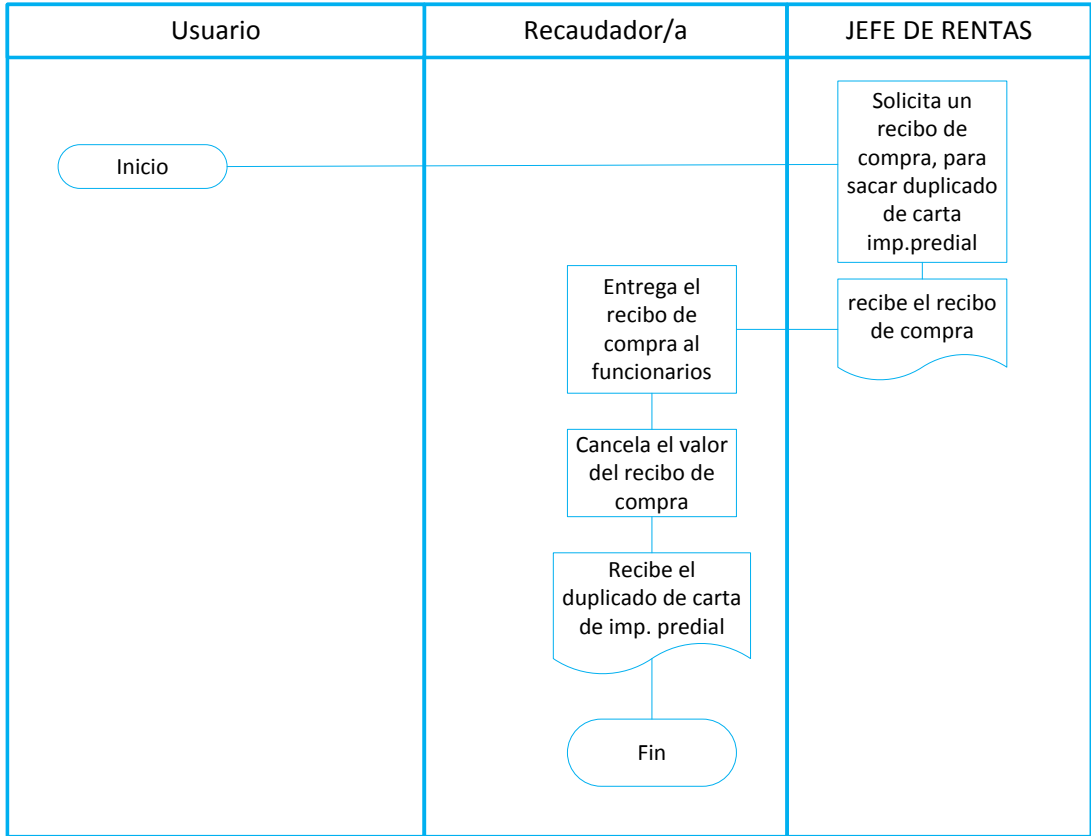 Usuario
Recaudador/a
JEFE DE RENTAS
Inicio
Solicita un
recibo de
compra, para
sacar duplicado
de carta
imp.predial
recibe el recibo
de compra
Entrega el
recibo de
compra al
funcionarios
Cancela el valor
del recibo de
compra
Recibe el
duplicado de carta
de imp. predial
Fin